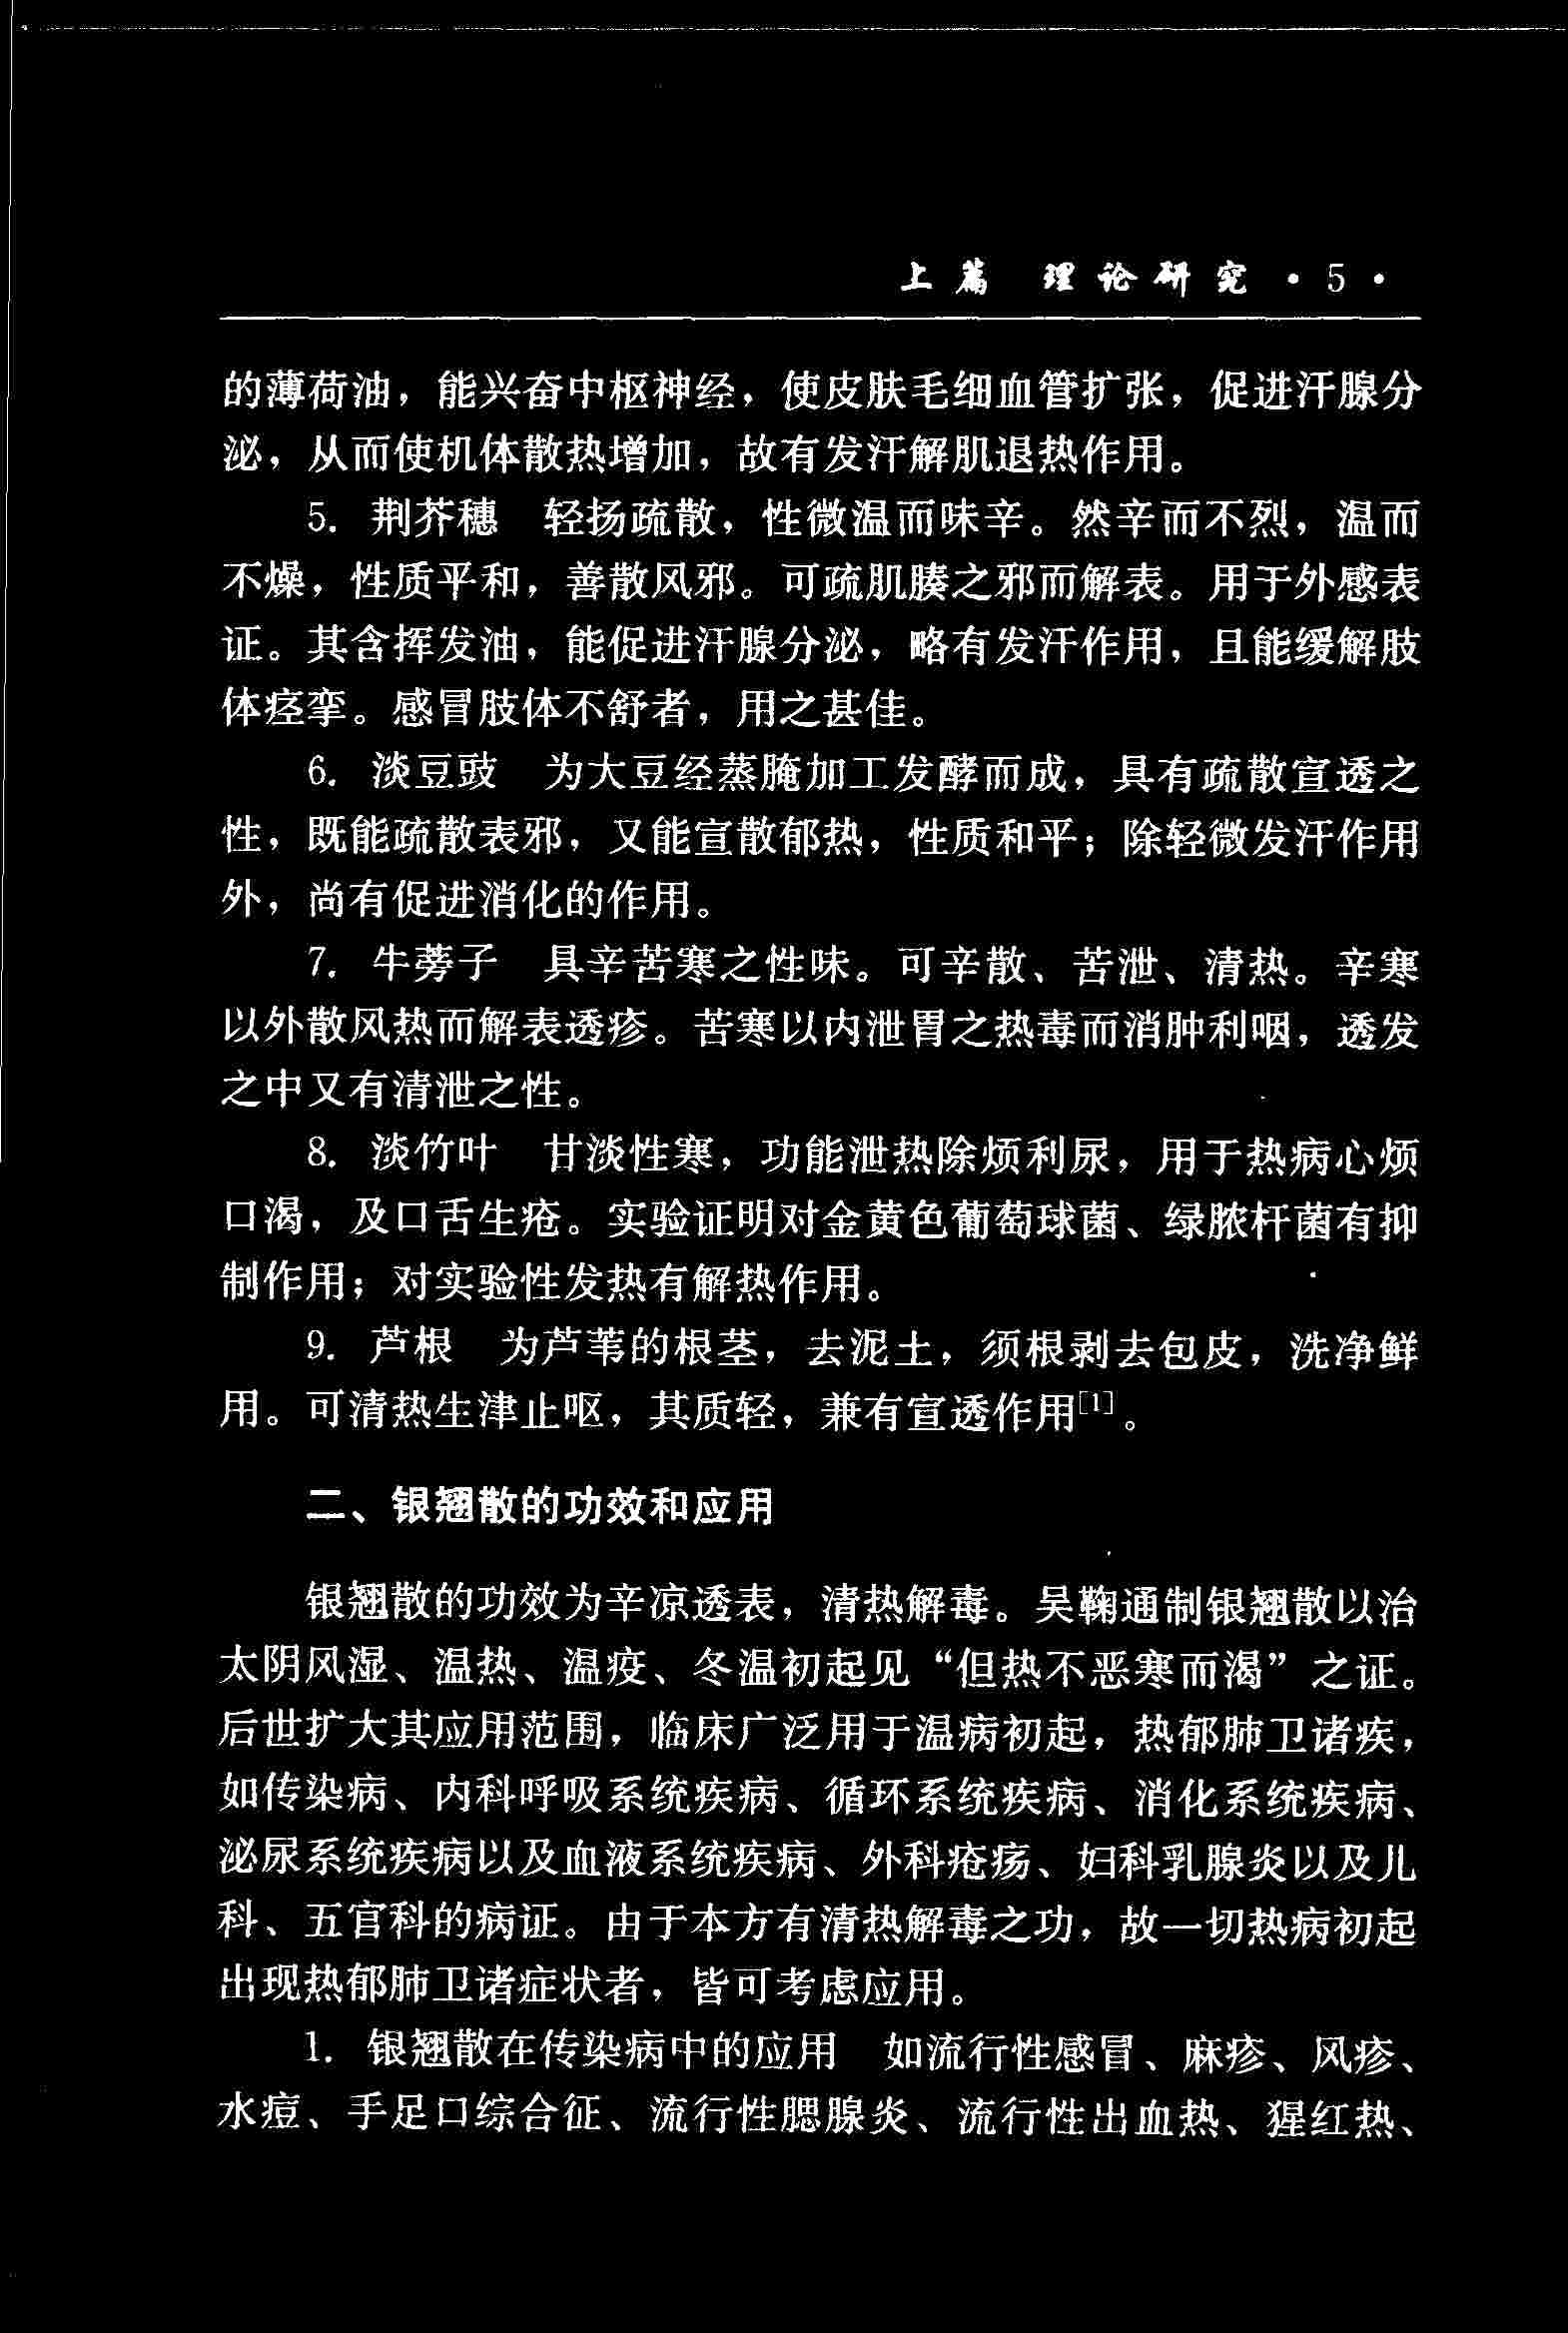 上篇 理论研究 · 5 ·
的薄荷油，能兴奋中枢神经，使皮肤毛细血管扩张，促进汗腺分
泌，从而使机体散热增加，故有发汗解肌退热作用。
5. 荆芥穗 轻扬疏散，性微温而味辛。然辛而不烈，温而
不燥，性质平和，善散风邪。可疏肌腠之邪而解表。用于外感表
证。其含挥发油，能促进汗腺分泌，略有发汗作用，且能缓解肢
体痉挛。感冒肢体不舒者，用之甚佳。
6. 淡豆豉 为大豆经蒸腌加工发酵而成，具有疏散宣透之
性，既能疏散表邪，又能宣散郁热，性质和平；除轻微发汗作用
外，尚有促进消化的作用。
7. 牛蒡子 具辛苦寒之性味。可辛散、苦泄、清热。辛寒
以外散风热而解表透疹。苦寒以内泄胃之热毒而消肿利咽，透发
之中又有清泄之性。
8. 淡竹叶 甘淡性寒，功能泄热除烦利尿，用于热病心烦
口渴，及口舌生疮。实验证明对金黄色葡萄球菌、绿脓杆菌有抑
制作用；对实验性发热有解热作用。
9. 芦根 为芦苇的根茎，去泥土，须根剥去包皮，洗净鲜
用。可清热生津止呕，其质轻，兼有宣透作用[1]。
二、银翘散的功效和应用
银翘散的功效为辛凉透表，清热解毒。吴鞠通制银翘散以治
太阴风湿、温热、温疫、冬温初起见“但热不恶寒而渴”之证。
后世扩大其应用范围，临床广泛用于温病初起，热郁肺卫诸疾，
如传染病、内科呼吸系统疾病、循环系统疾病、消化系统疾病、
泌尿系统疾病以及血液系统疾病、外科疮疡、妇科乳腺炎以及儿
科、五官科的病证。由于本方有清热解毒之功，故一切热病初起
出现热郁肺卫诸症状者，皆可考虑应用。
1. 银翘散在传染病中的应用 如流行性感冒、麻疹、风疹、
水痘、手足口综合征、流行性腮腺炎、流行性出血热、猩红热、